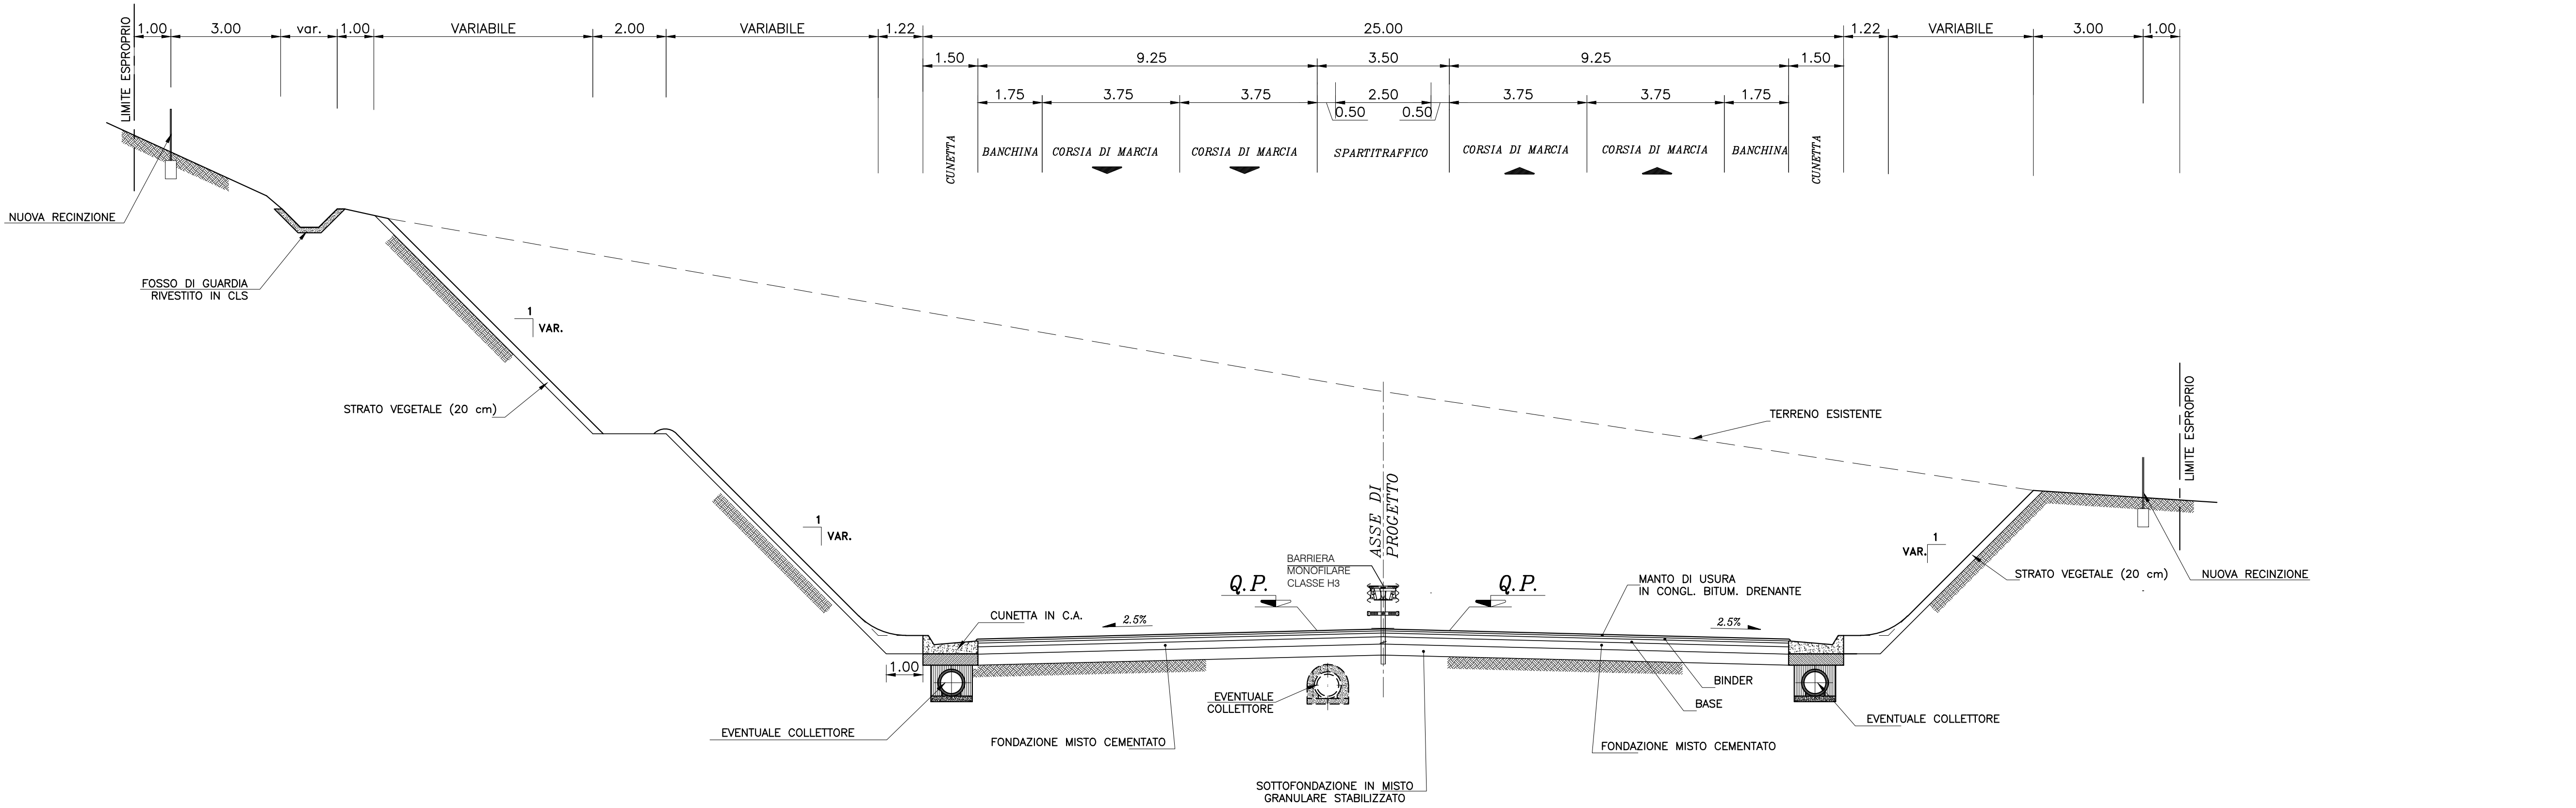 LIMITE ESPROPRIO
1.00
3.00
var.
1.00
VARIABILE
2.00
VARIABILE
1.22
25.00
1.22
VARIABILE
3.00
1.00
1.50
9.25
3.50
9.25
1.50
1.75
3.75
3.75
2.50
3.75
3.75
1.75
0.50
0.50
CUNETTA
BANCHINA
CORSIA DI MARCIA
CORSIA DI MARCIA
SPARTITRAFFICO
CORSIA DI MARCIA
CORSIA DI MARCIA
BANCHINA
CUNETTA
NUOVA RECINZIONE
FOSSO DI GUARDIA
RIVESTITO IN CLS
1
VAR.
STRATO VEGETALE (20 cm)
TERRENO ESISTENTE
LIMITE ESPROPRIO
1
VAR.
ASSE DI
PROGETTO
BARRIERA
MONOFILARE
CLASSE H3
Q.P.
Q.P.
MANTO DI USURA
IN CONGL. BITUM. DRENANTE
1
VAR.
STRATO VEGETALE (20 cm)
NUOVA RECINZIONE
CUNETTA IN C.A.
2.5%
2.5%
1.00
EVENTUALE
COLLETTORE
BINDER
BASE
EVENTUALE COLLETTORE
EVENTUALE COLLETTORE
FONDAZIONE MISTO CEMENTATO
FONDAZIONE MISTO CEMENTATO
SOTTOFONDAZIONE IN MISTO
GRANULARE STABILIZZATO